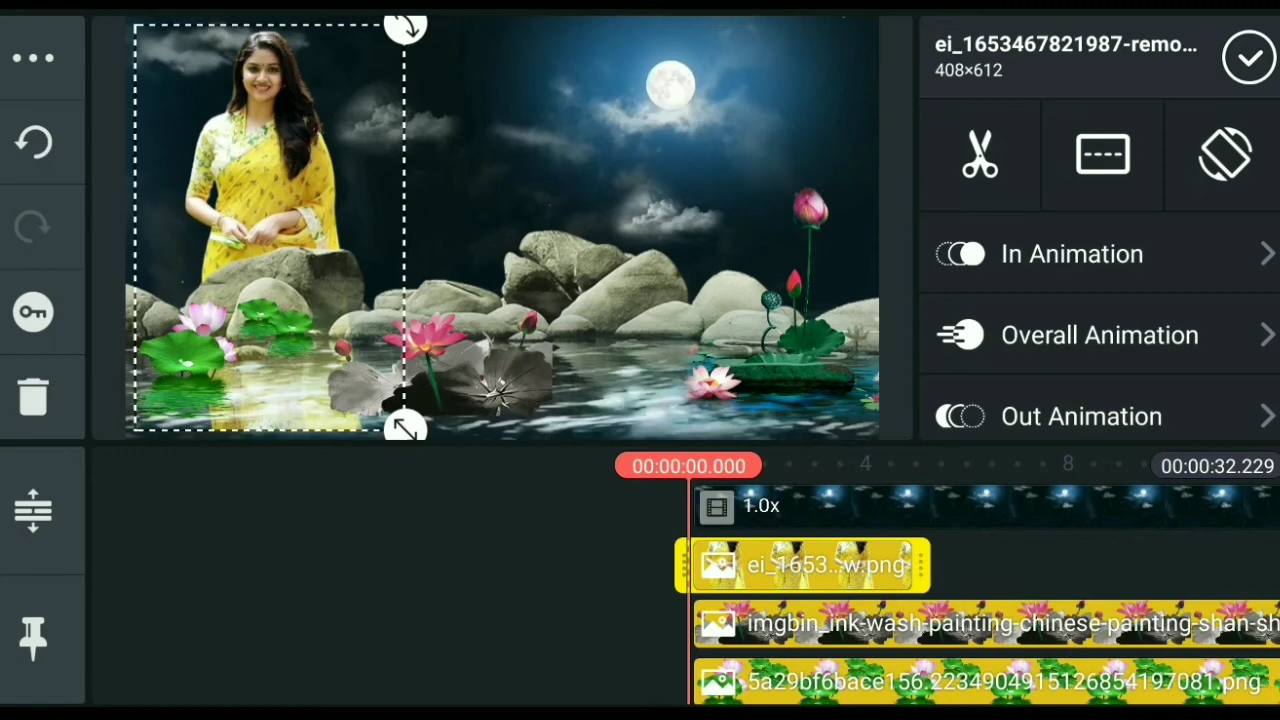 ei_1653467821987-remo...
408×612
In Animation
Overall Animation
Out Animation
00:00:00.000
4
8
00:00:32.229
1.0x
ei_1653...w.png
imgbin_ink-wash-painting-chinese-painting-shan-sh
5a29bf6bace156.2234904915126854197081.png